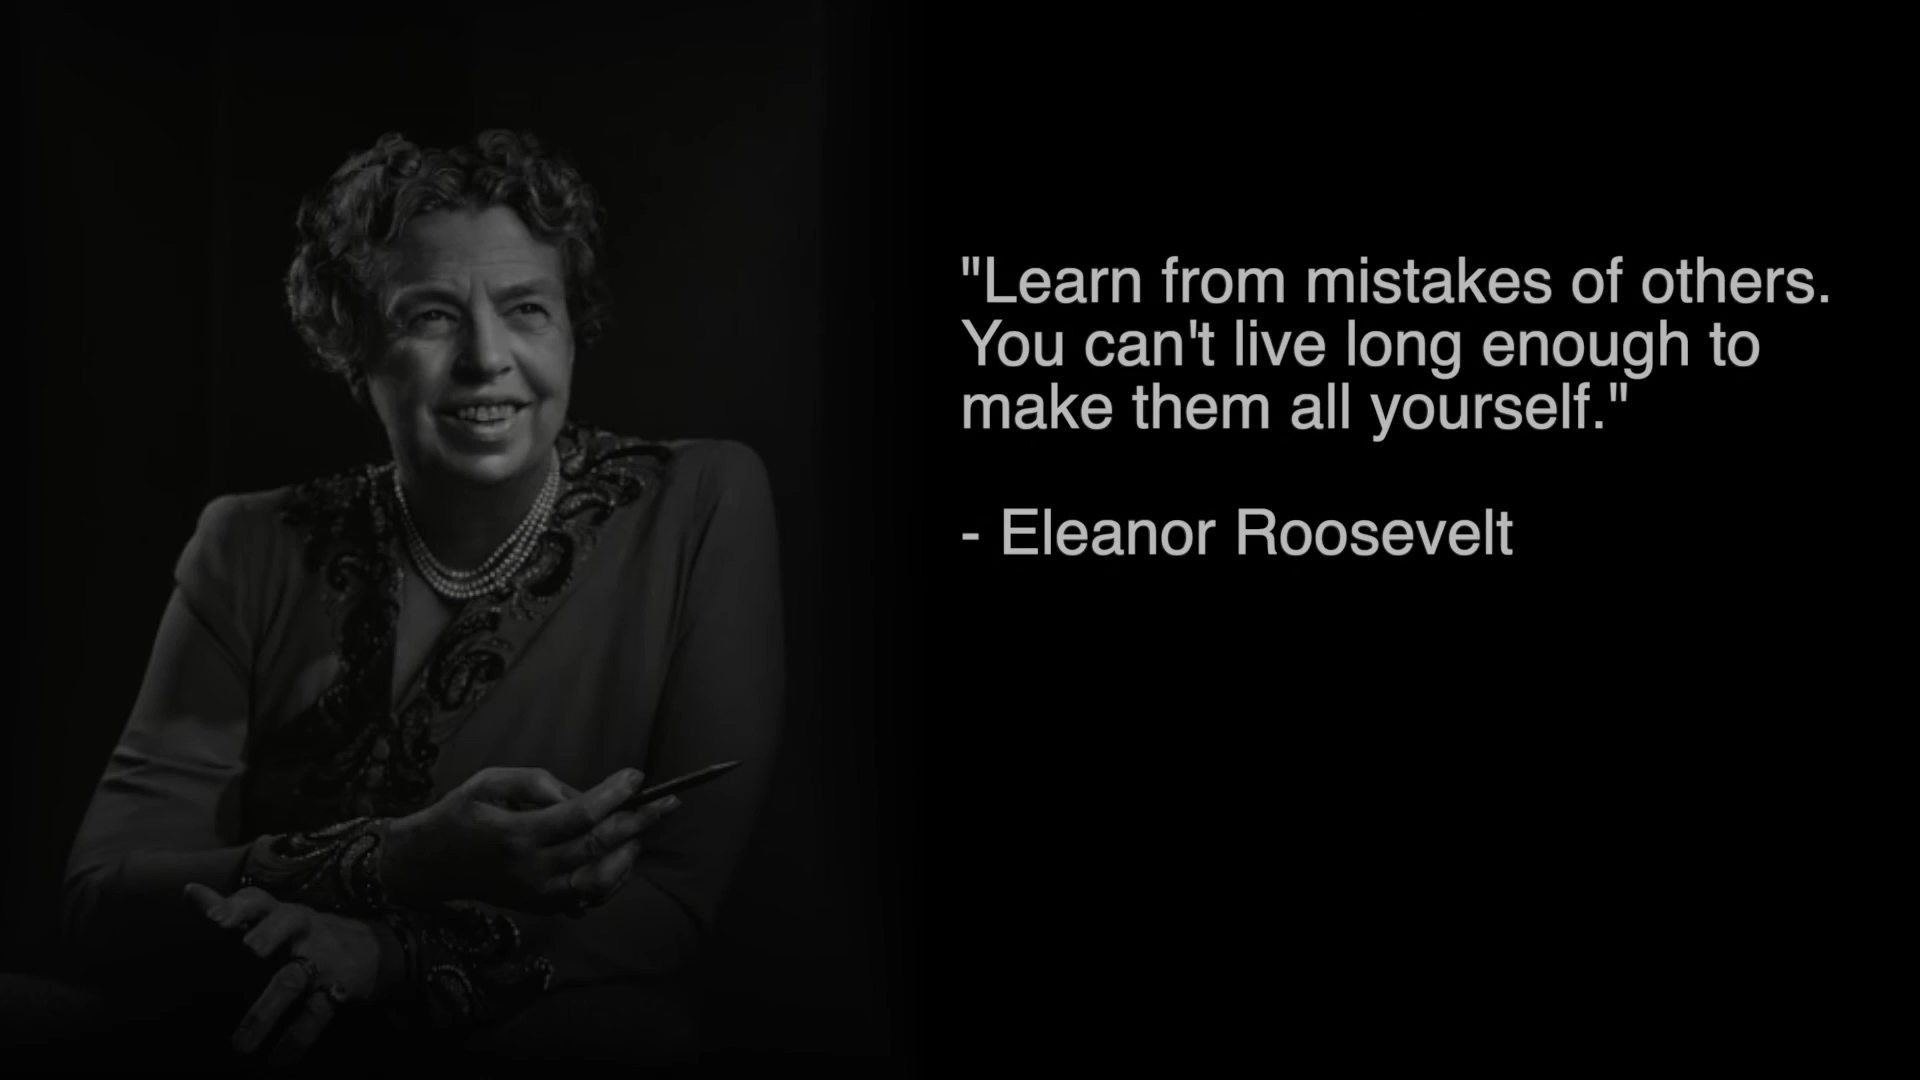 "Learn from mistakes of others.
You can't live long enough to
make them all yourself."
- Eleanor Roosevelt